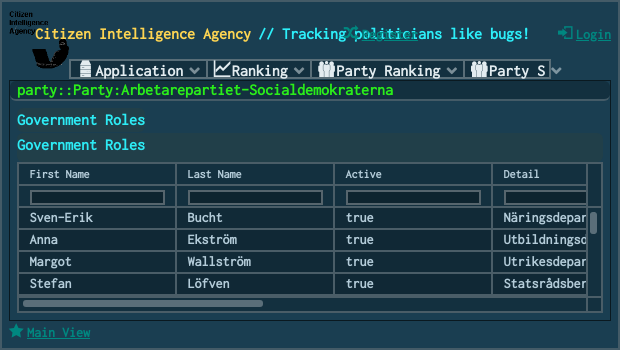 Citizen
Intelligence
Agency
Citizen Intelligence Agency // Tracking politicians like bugs!
Register
Login
Application Ranking Party Ranking Party S
party::Party:Arbetarepartiet-Socialdemokraterna
Government Roles
Government Roles
First Name Last Name Active Detail
Sven-Erik Bucht true Näringsdepar
Anna Ekström true Utbildningsd
Margot Wallström true Utrikesdepar
Stefan Löfven true Statsrådsber
Main View